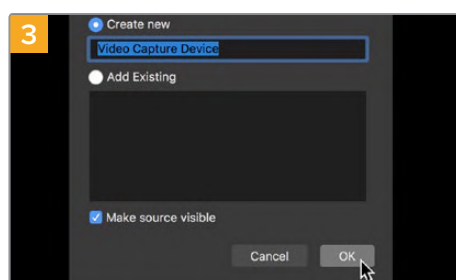 3
Create new
Video Capture Device
Add Existing
Make source visible
Cancel OK